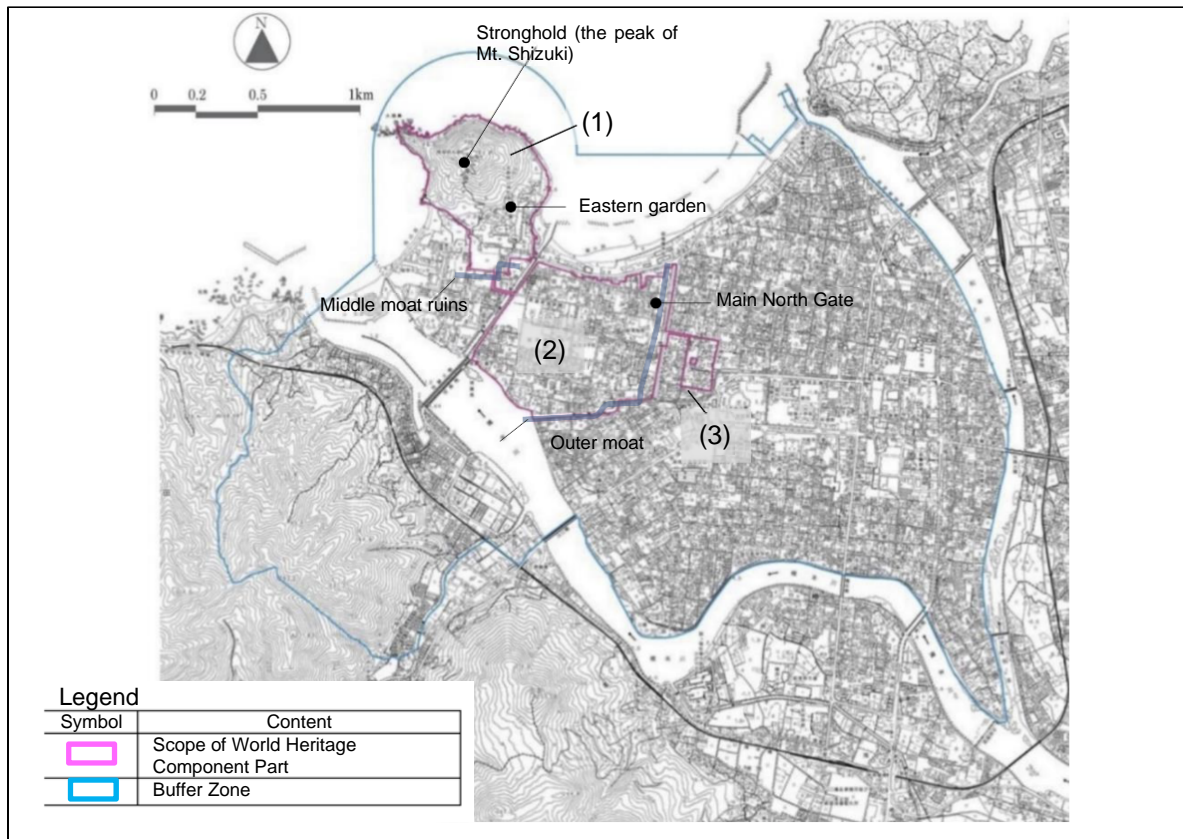 N
Stronghold (the peak of
Mt. Shizuki)
0 0.2 0.5 1km
(1)
Eastern garden
Middle moat ruins
Main North Gate
(2)
(3)
Outer moat
Legend
Symbol Content
Scope of World Heritage
Component Part
Buffer Zone